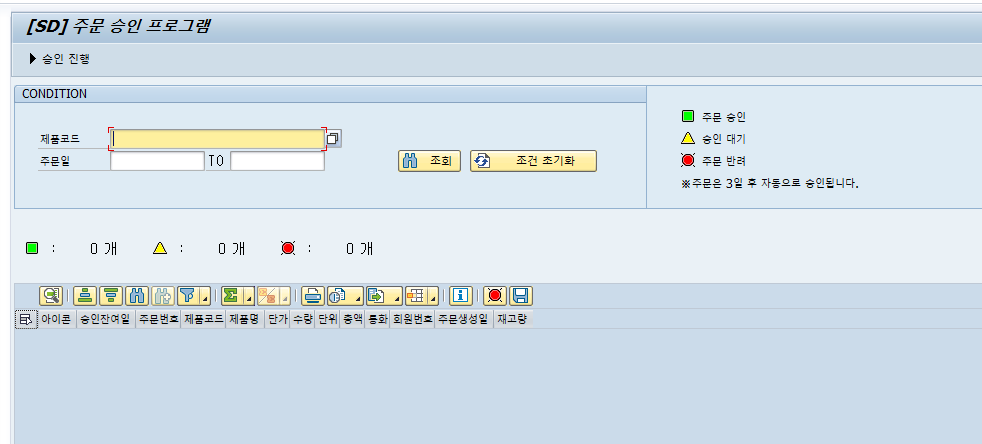 [SD] 주문 승인 프로그램
승인 진행
CONDITION
제품코드
주문일 TO
조회 조건 초기화
주문 승인
승인 대기
주문 반려
※주문은 3일 후 자동으로 승인됩니다.
: 0 개 : 0 개 : 0 개
아이콘 승인잔여일 주문번호 제품코드 제품명 단가 수량 단위 총액 통화 회원번호 주문생성일 재고량